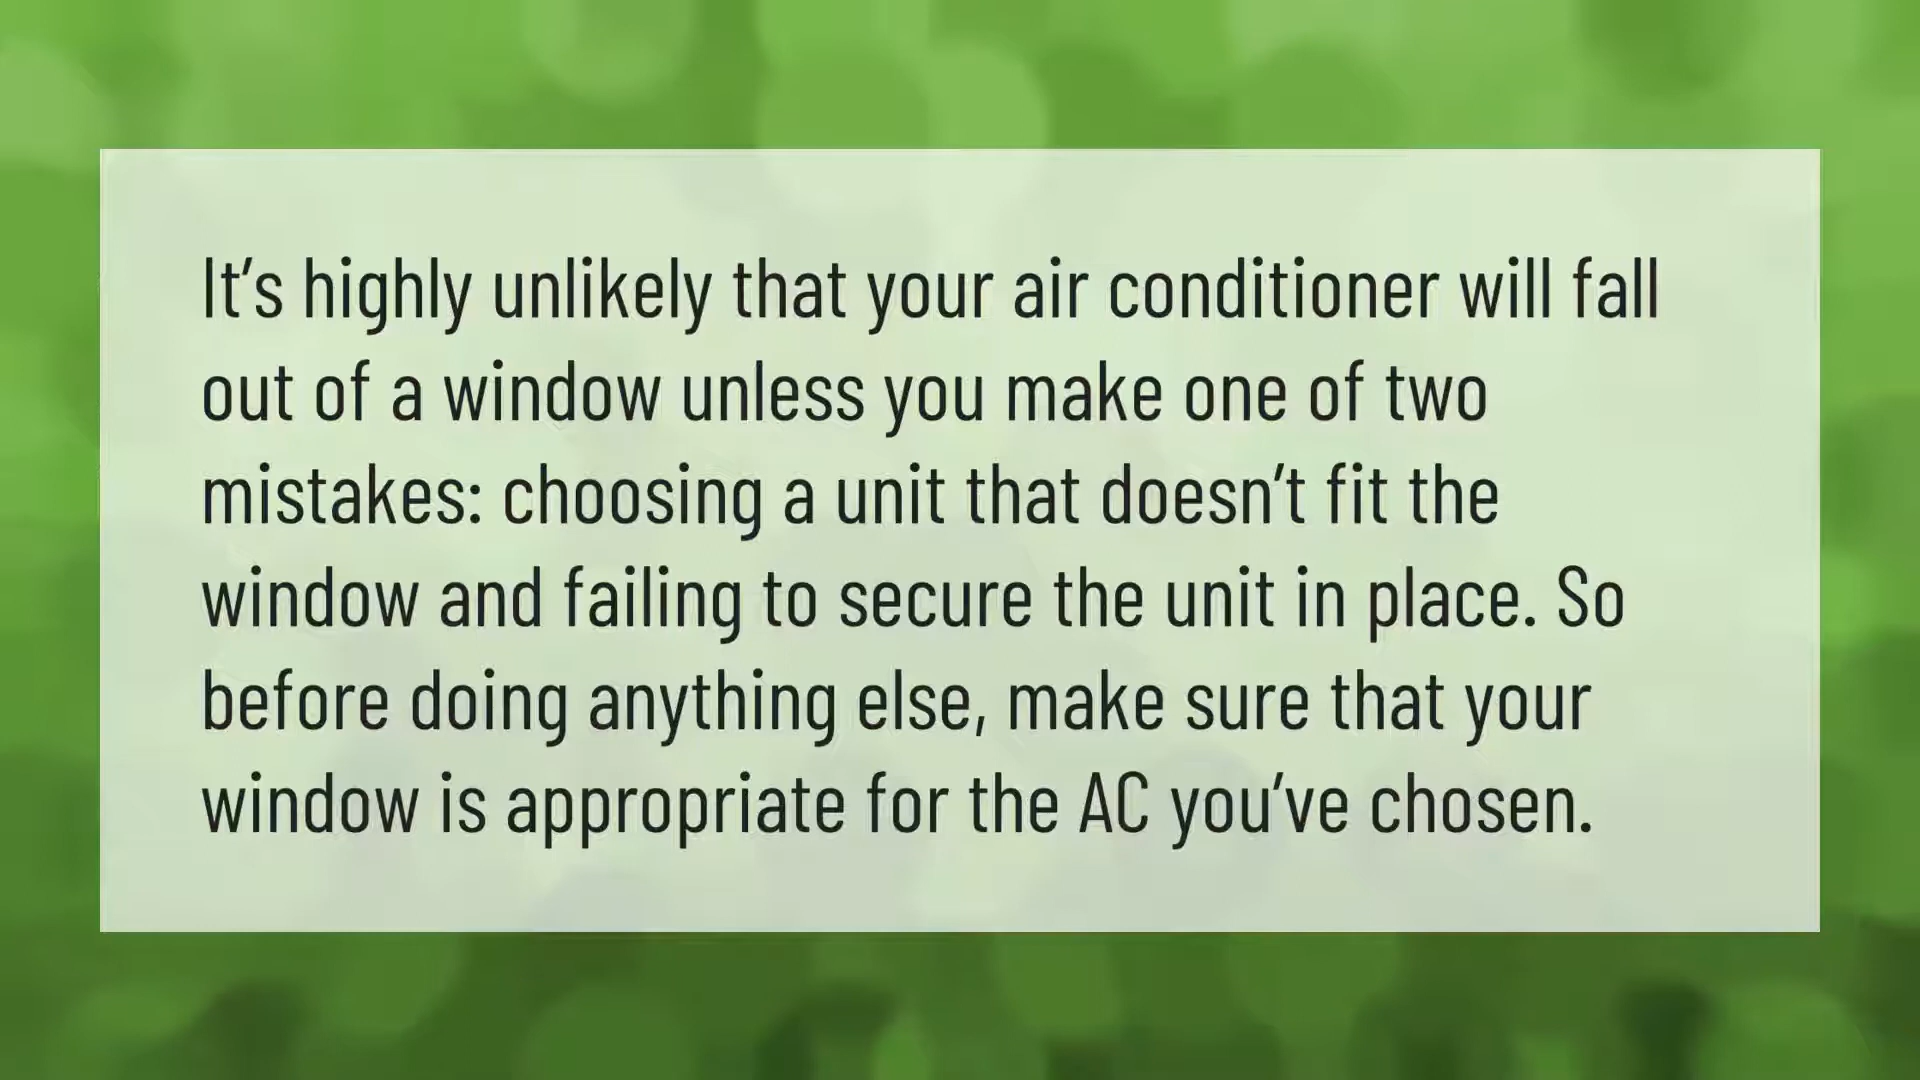 It’s highly unlikely that your air conditioner will fall
out of a window unless you make one of two
mistakes: choosing a unit that doesn’t fit the
window and failing to secure the unit in place. So
before doing anything else, make sure that your
window is appropriate for the AC you’ve chosen.